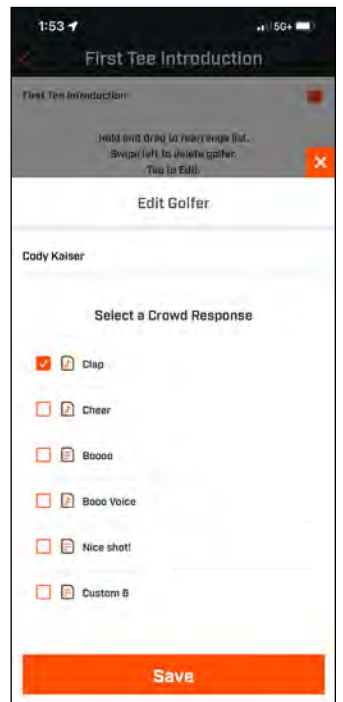 1:53
5G+
First Tee Introduction
First Tee Introduction
Hold and drag to rearrange list.
Swipe left to delete golfer.
Tap to Edit.
Edit Golfer
Cody Kaiser
Select a Crowd Response
Clap
Cheer
Boooo
Booo Voice
Nice shot!
Custom 6
Save